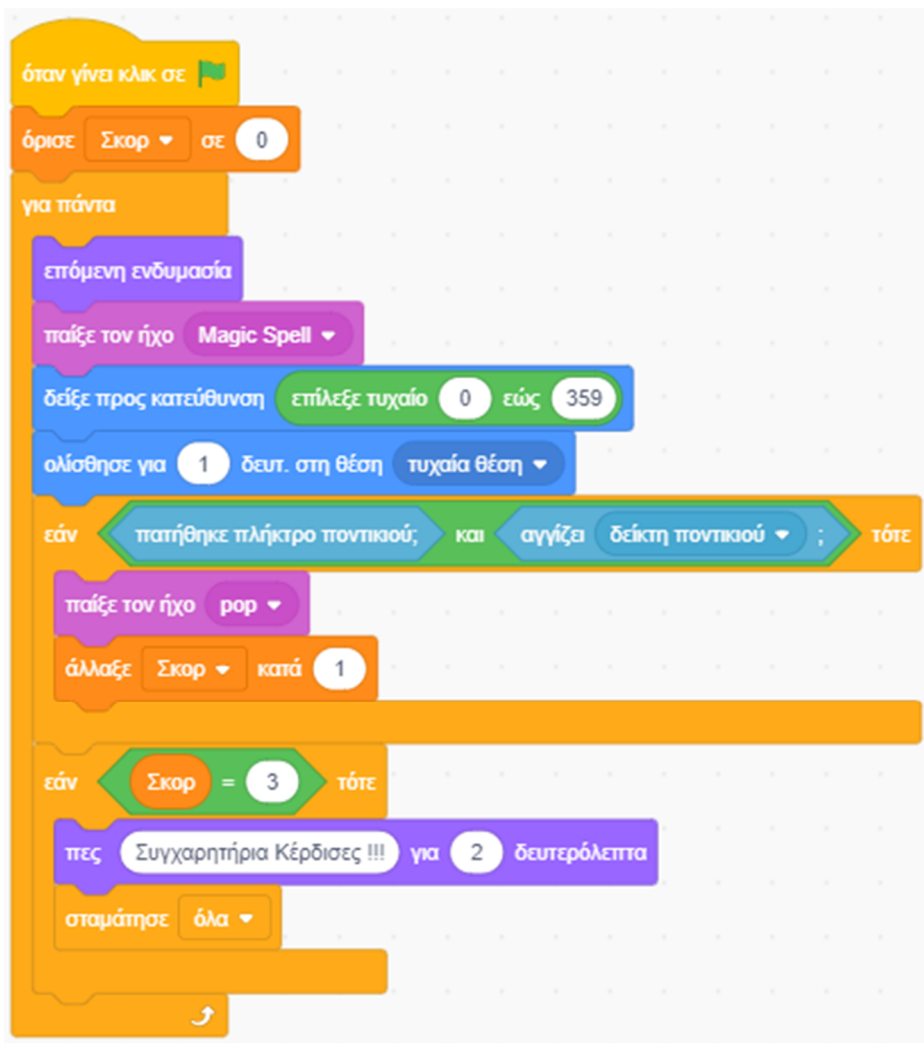 όταν γίνει κλικ σε
όρισε Σκορ σε 0
για πάντα
επόμενη ενδυμασία
παίξε τον ήχο Magic Spell
δείξε προς κατεύθυνση επίλεξε τυχαίο 0 εώς 359
ολίσθησε για 1 δευτ. στη θέση τυχαία θέση
εάν πατήθηκε πλήκτρο ποντικιού; και αγγίζει δείκτη ποντικιού ; τότε
παίξε τον ήχο pop
άλλαξε Σκορ κατά 1
εάν Σκορ = 3 τότε
πες Συγχαρητήρια Κέρδισες !!! για 2 δευτερόλεπτα
σταμάτησε όλα